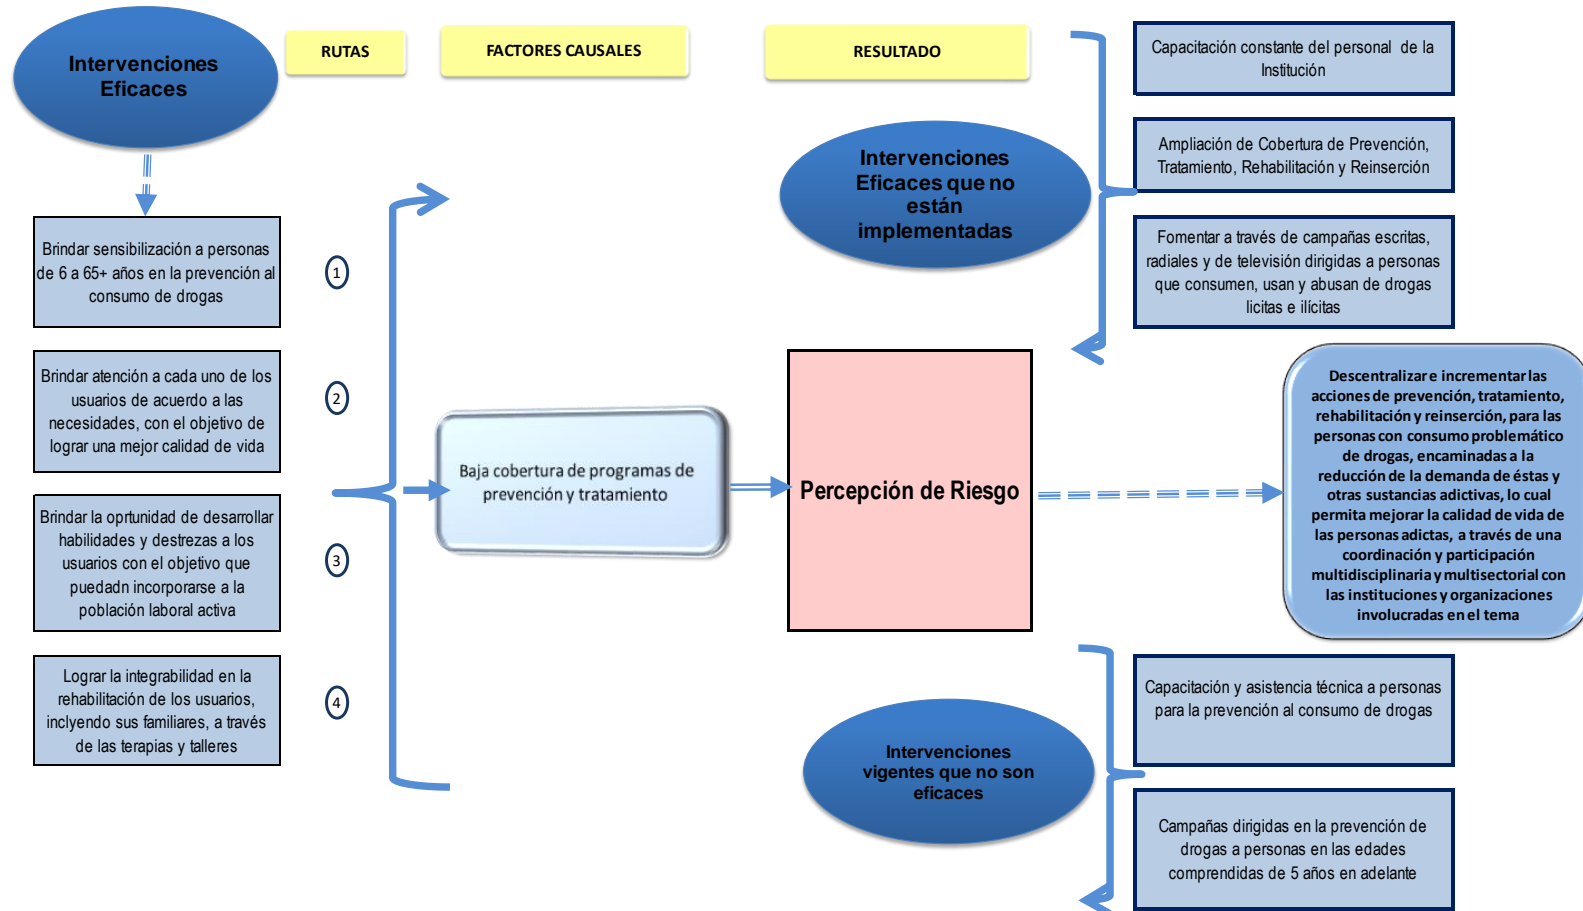 Intervenciones
Eficaces
RUTAS
FACTORES CAUSALES
RESULTADO
Capacitación constante del personal de la
Institución
Ampliación de Cobertura de Prevención,
Tratamiento, Rehabilitación y Reinserción
Fomentar a través de campañas escritas,
radiales y de televisión dirigidas a personas
que consumen, usan y abusan de drogas
licitas e ilícitas
Intervenciones
Eficaces que no
están
implementadas
Brindar sensibilización a personas
de 6 a 65+ años en la prevención al
consumo de drogas
1
Brindar atención a cada uno de los
usuarios de acuerdo a las
necesidades, con el objetivo de
lograr una mejor calidad de vida
2
Brindar la oprtunidad de desarrollar
habilidades y destrezas a los
usuarios con el objetivo que
puedadn incorporarse a la
población laboral activa
3
Lograr la integrabilidad en la
rehabilitación de los usuarios,
inclyendo sus familiares, a través
de las terapias y talleres
4
Baja cobertura de programas de
prevención y tratamiento
Percepción de Riesgo
Descentralizar e incrementar las
acciones de prevención, tratamiento,
rehabilitación y reinserción, para las
personas con consumo problemático
de drogas, encaminadas a la
reducción de la demanda de éstas y
otras sustancias adictivas, lo cual
permita mejorar la calidad de vida de
las personas adictas, a través de una
coordinación y participación
multidisciplinaria y multisectorial con
las instituciones y organizaciones
involucradas en el tema
Intervenciones
vigentes que no son
eficaces
Capacitación y asistencia técnica a personas
para la prevención al consumo de drogas
Campañas dirigidas en la prevención de
drogas a personas en las edades
comprendidas de 5 años en adelante